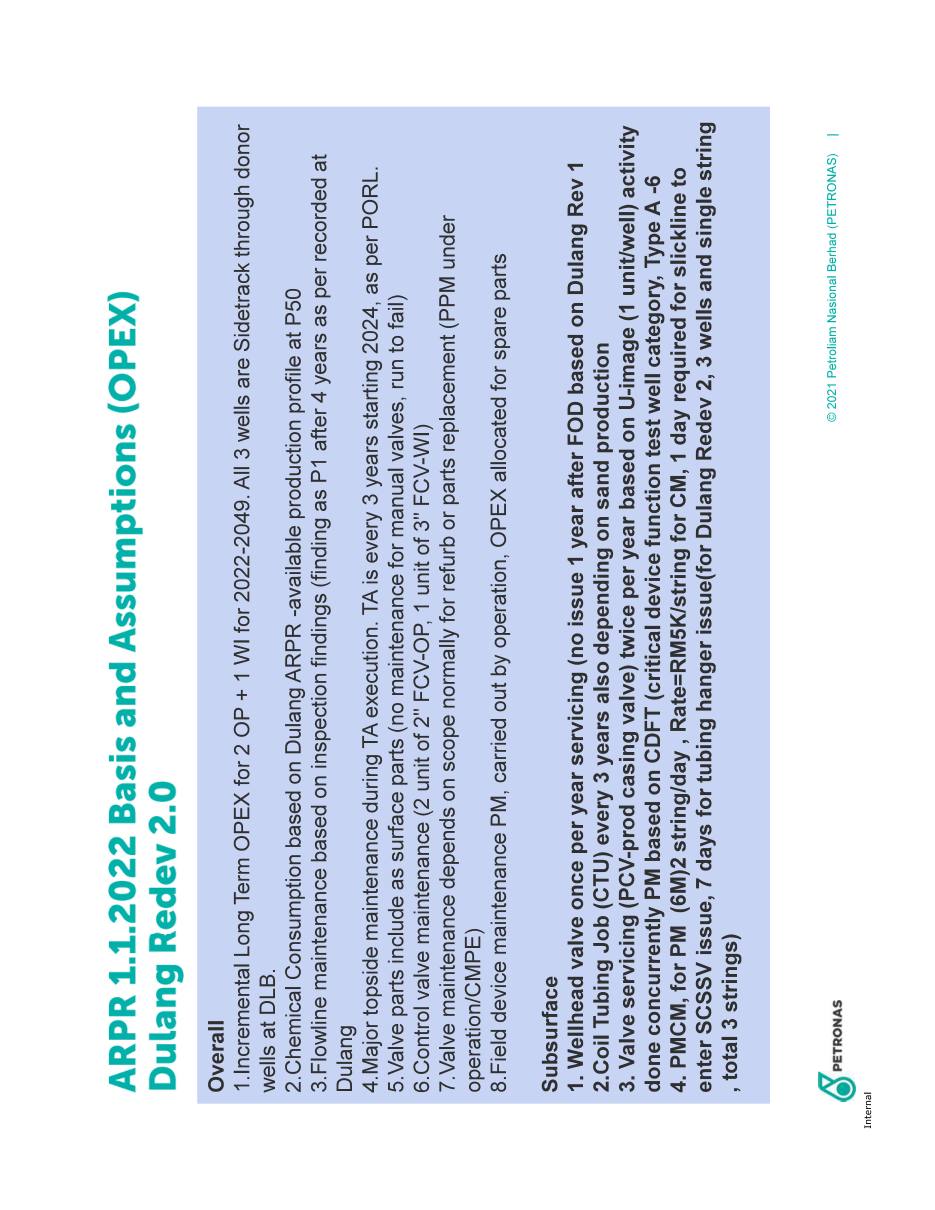 ARPR 1.1.2022 Basis and Assumptions (OPEX)
Dulang Redev 2.0
Overall
1.Incremental Long Term OPEX for 2 OP + 1 WI for 2022-2049. All 3 wells are Sidetrack through donor
wells at DLB.
2.Chemical Consumption based on Dulang ARPR -available production profile at P50
3.Flowline maintenance based on inspection findings (finding as P1 after 4 years as per recorded at
Dulang
4.Major topside maintenance during TA execution. TA is every 3 years starting 2024, as per PORL.
5.Valve parts include as surface parts (no maintenance for manual valves, run to fail)
6.Control valve maintenance (2 unit of 2" FCV-OP, 1 unit of 3" FCV-WI)
7.Valve maintenance depends on scope normally for refurb or parts replacement (PPM under
operation/CMPE)
8.Field device maintenance PM, carried out by operation, OPEX allocated for spare parts
Subsurface
1. Wellhead valve once per year servicing (no issue 1 year after FOD based on Dulang Rev 1
2.Coil Tubing Job (CTU) every 3 years also depending on sand production
3. Valve servicing (PCV-prod casing valve) twice per year based on U-image (1 unit/well) activity
done concurrently PM based on CDFT (critical device function test well category, Type A -6
4. PMCM, for PM (6M)2 string/day , Rate=RM5K/string for CM, 1 day required for slickline to
enter SCSSV issue, 7 days for tubing hanger issue(for Dulang Redev 2, 3 wells and single string
, total 3 strings)
PETRONAS
© 2021 Petroliam Nasional Berhad (PETRONAS) |
Internal